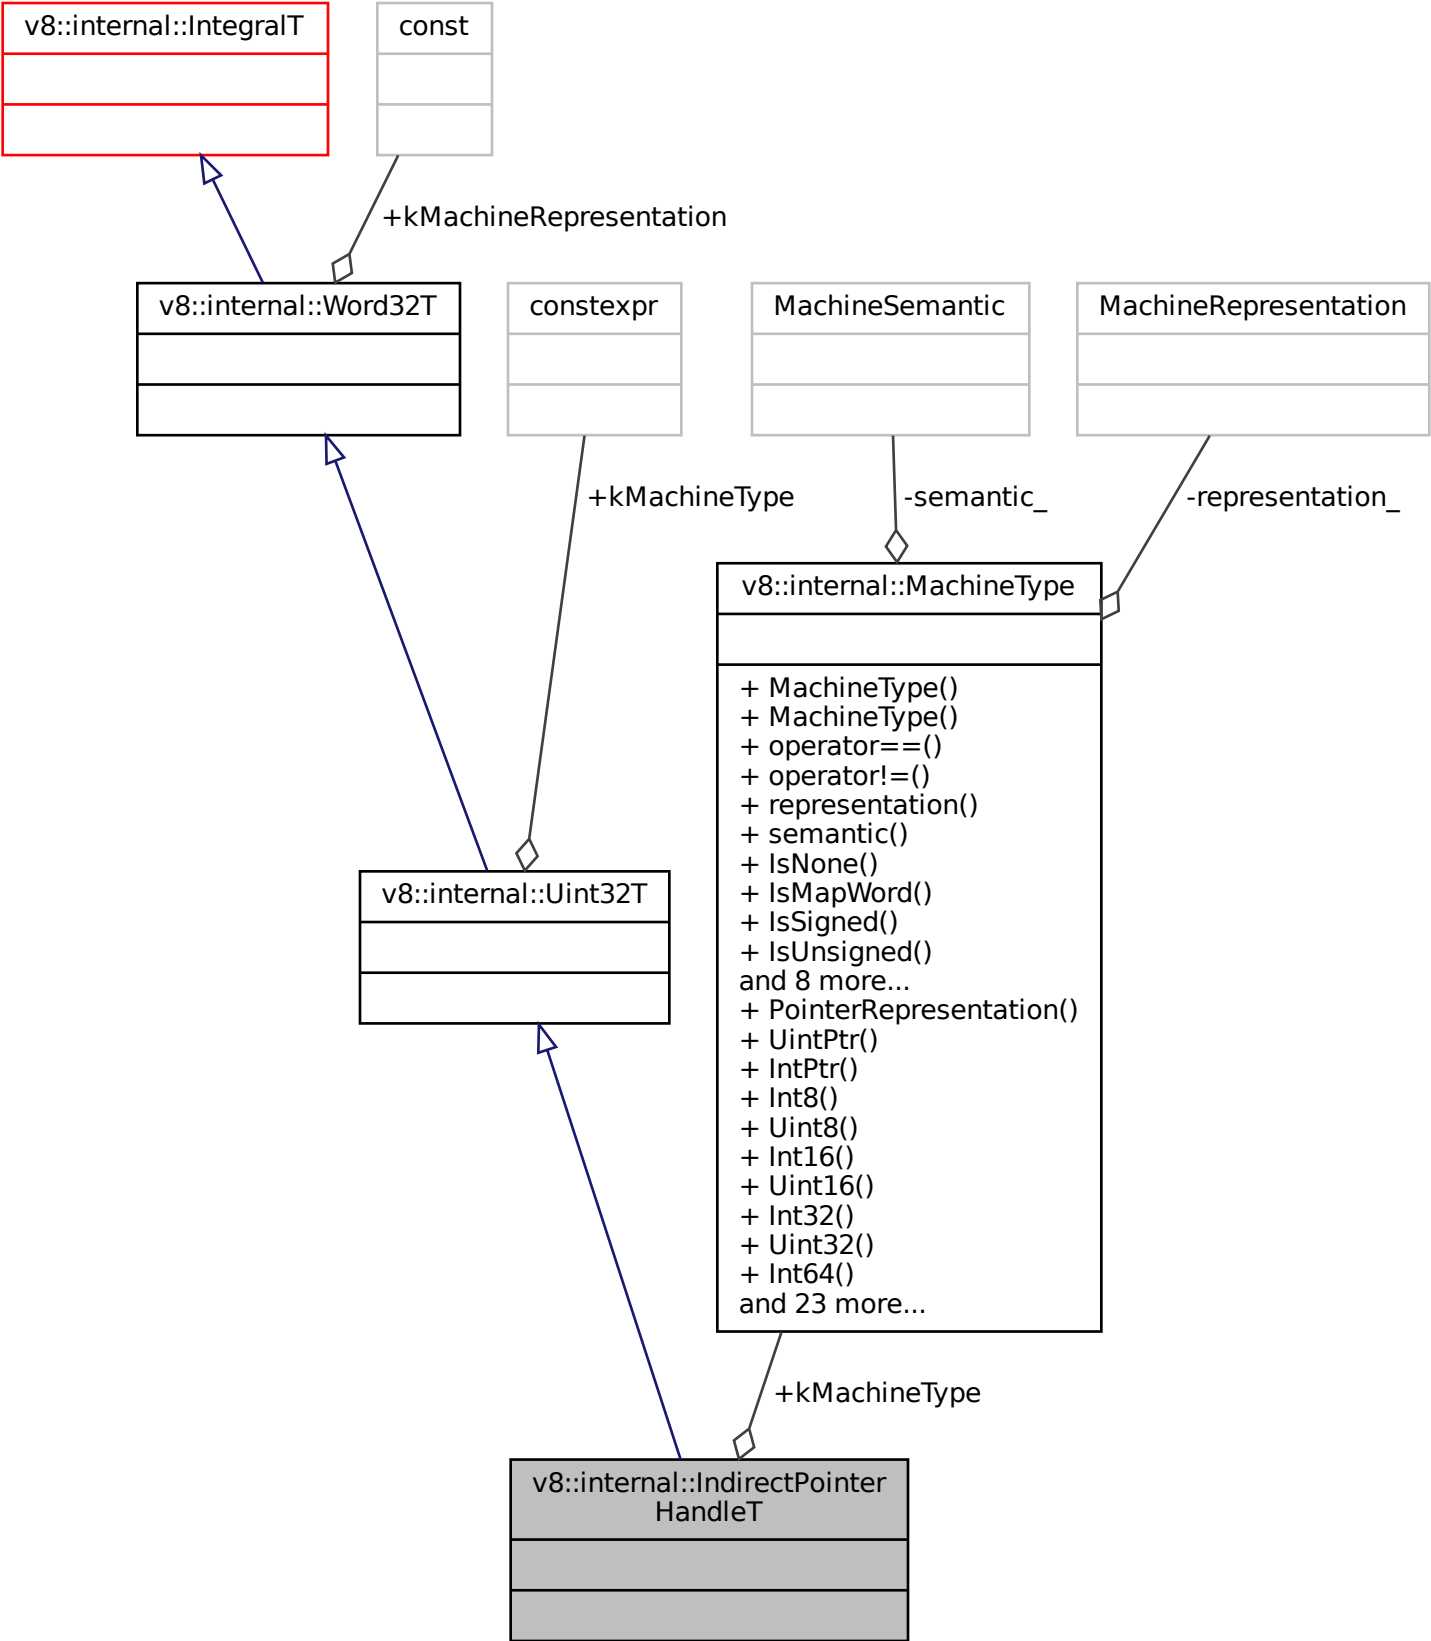 v8::internal::IntegralT
const
+kMachineRepresentation
v8::internal::Word32T
constexpr
MachineSemantic
MachineRepresentation
+kMachineType
-semantic_
-representation_
v8::internal::MachineType
+ MachineType()
+ MachineType()
+ operator==()
+ operator!=()
+ representation()
+ semantic()
+ IsNone()
+ IsMapWord()
+ IsSigned()
+ IsUnsigned()
and 8 more...
+ PointerRepresentation()
+ UintPtr()
+ IntPtr()
+ Int8()
+ Uint8()
+ Int16()
+ Uint16()
+ Int32()
+ Uint32()
+ Int64()
and 23 more...
v8::internal::Uint32T
+kMachineType
v8::internal::IndirectPointer
HandleT